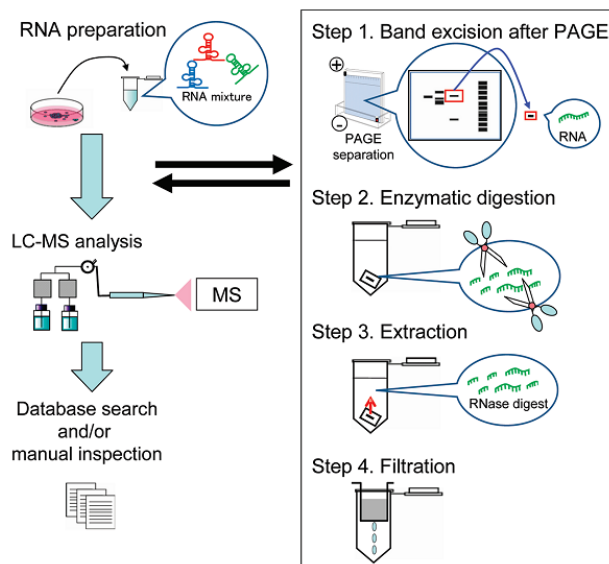 RNA preparation
RNA mixture
LC-MS analysis
MS
Database search
and/or
manual inspection
Step 1. Band excision after PAGE
+
−
PAGE
separation
RNA
Step 2. Enzymatic digestion
Step 3. Extraction
RNase digest
Step 4. Filtration